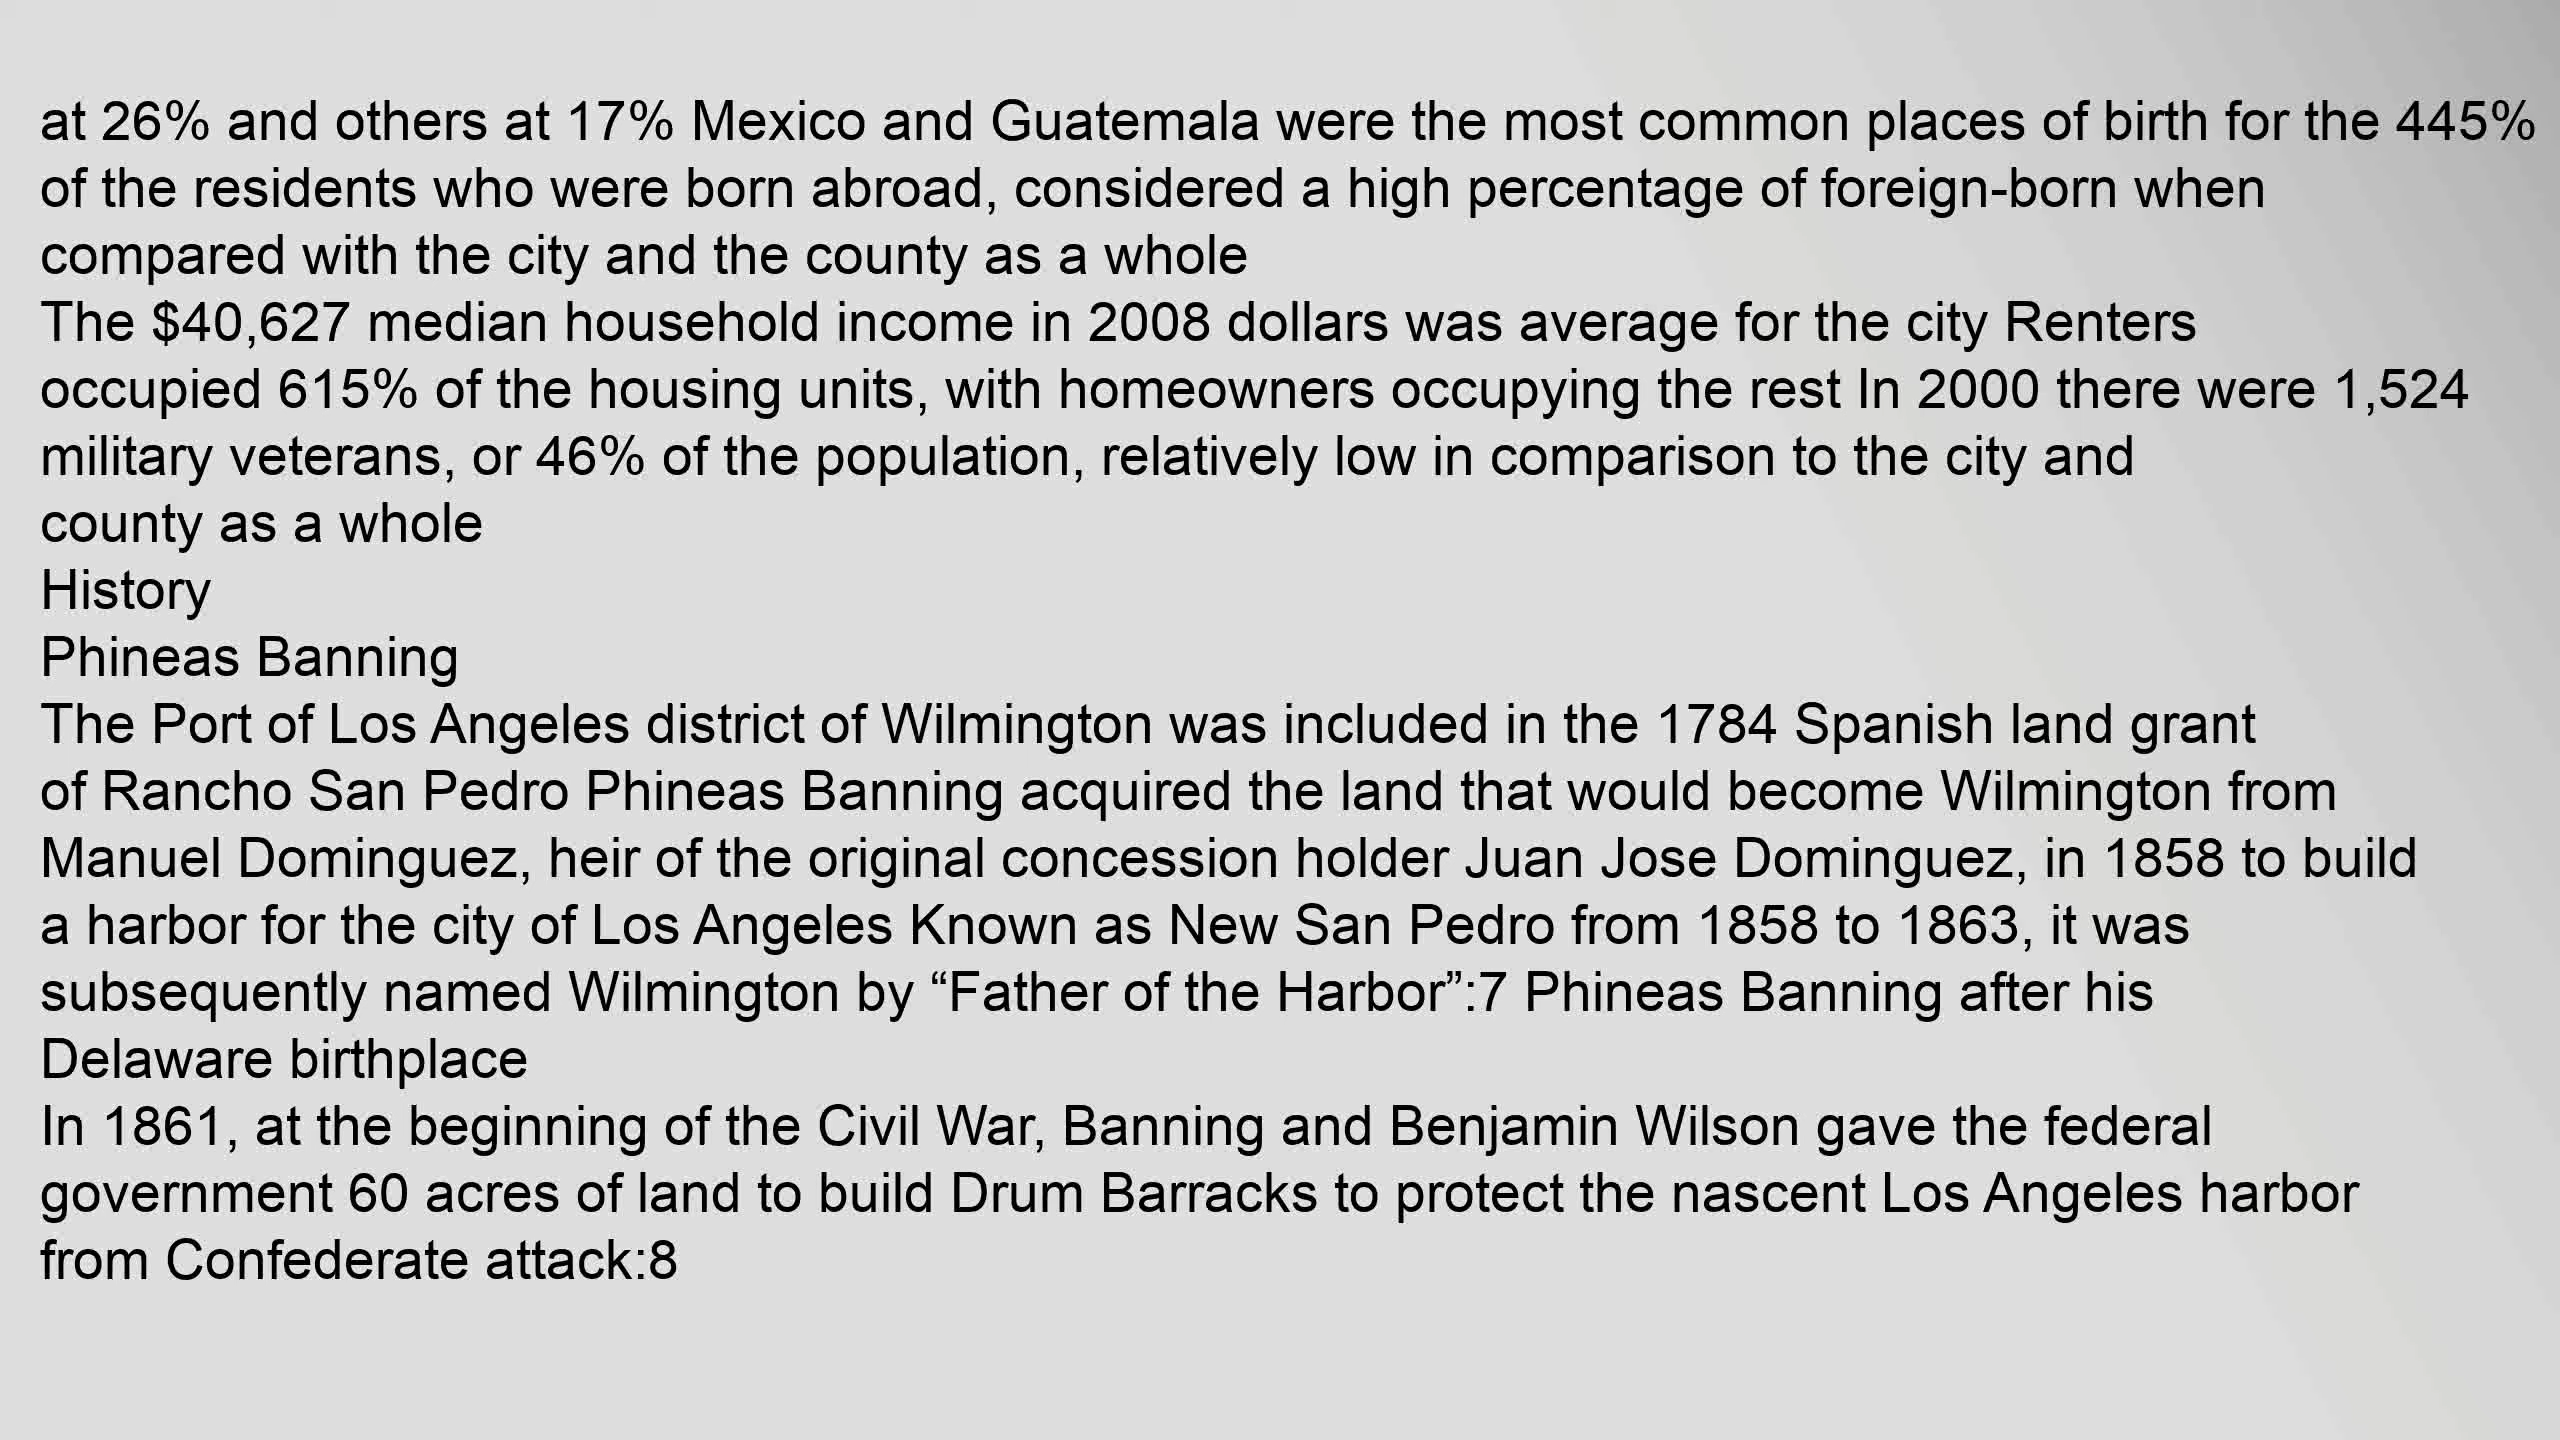 at 26% and others at 17% Mexico and Guatemala were the most common places of birth for the 445%
of the residents who were born abroad, considered a high percentage of foreign-born when
compared with the city and the county as a whole
The $40,627 median household income in 2008 dollars was average for the city Renters
occupied 615% of the housing units, with homeowners occupying the rest In 2000 there were 1,524
military veterans, or 46% of the population, relatively low in comparison to the city and
county as a whole
History
Phineas Banning
The Port of Los Angeles district of Wilmington was included in the 1784 Spanish land grant
of Rancho San Pedro Phineas Banning acquired the land that would become Wilmington from
Manuel Dominguez, heir of the original concession holder Juan Jose Dominguez, in 1858 to build
a harbor for the city of Los Angeles Known as New San Pedro from 1858 to 1863, it was
subsequently named Wilmington by “Father of the Harbor”:7 Phineas Banning after his
Delaware birthplace
In 1861, at the beginning of the Civil War, Banning and Benjamin Wilson gave the federal
government 60 acres of land to build Drum Barracks to protect the nascent Los Angeles harbor
from Confederate attack:8